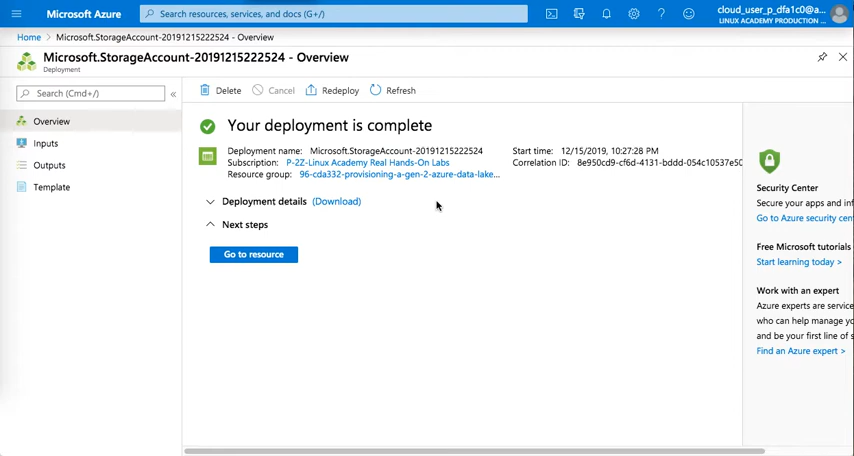 Microsoft Azure
Search resources, services, and docs (G+/)
cloud_user_p_dfa1c0@a...
LINUX ACADEMY PRODUCTION ...
Home > Microsoft.StorageAccount-20191215222524 - Overview
Microsoft.StorageAccount-20191215222524 - Overview
Deployment
Search (Cmd+/)
Overview
Inputs
Outputs
Template
Delete
Cancel
Redeploy
Refresh
Your deployment is complete
Deployment name: Microsoft.StorageAccount-20191215222524
Subscription: P-2Z-Linux Academy Real Hands-On Labs
Resource group: 96-cda332-provisioning-a-gen-2-azure-data-lake...
Start time: 12/15/2019, 10:27:28 PM
Correlation ID: 8e950cd9-cf6d-4131-bddd-054c10537e50
Deployment details (Download)
Next steps
Go to resource
Security Center
Secure your apps and inf
Go to Azure security cen
Free Microsoft tutorials
Start learning today >
Work with an expert
Azure experts are service
who can help manage yo
and be your first line of s
Find an Azure expert >